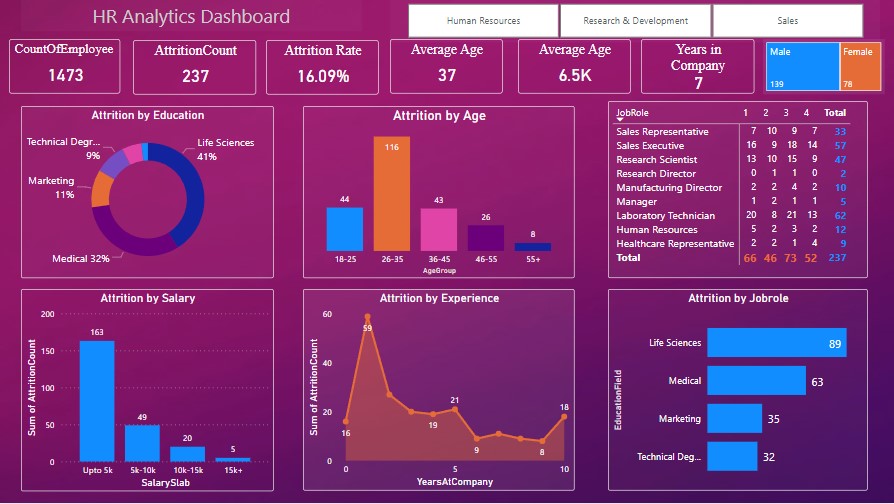 HR Analytics Dashboard
Human Resources
Research & Development
Sales
CountOfEmployee
1473
AttritionCount
237
Attrition Rate
16.09%
Average Age
37
Average Age
6.5K
Years in
Company
7
Male
139
Female
78
Attrition by Education
Technical Degr...
9%
Life Sciences
41%
Marketing
11%
Medical 32%
Attrition by Age
44
116
43
26
8
18-25
26-35
36-45
46-55
55+
AgeGroup
JobRole 1 2 3 4 Total
Sales Representative 7 10 9 7 33
Sales Executive 16 9 18 14 57
Research Scientist 13 10 15 9 47
Research Director 0 1 1 0 2
Manufacturing Director 2 2 4 2 10
Manager 1 2 1 1 5
Laboratory Technician 20 8 21 13 62
Human Resources 5 2 3 2 12
Healthcare Representative 2 2 1 4 9
Total 66 46 73 52 237
Attrition by Salary
Sum of AttritionCount
200
150
100
50
0
163
49
20
5
Upto 5k
5k-10k
10k-15k
15k+
SalarySlab
Attrition by Experience
Sum of AttritionCount
60
40
20
0
16
59
19
21
9
8
18
0
5
10
YearsAtCompany
Attrition by Jobrole
EducationField
Life Sciences 89
Medical 63
Marketing 35
Technical Deg... 32